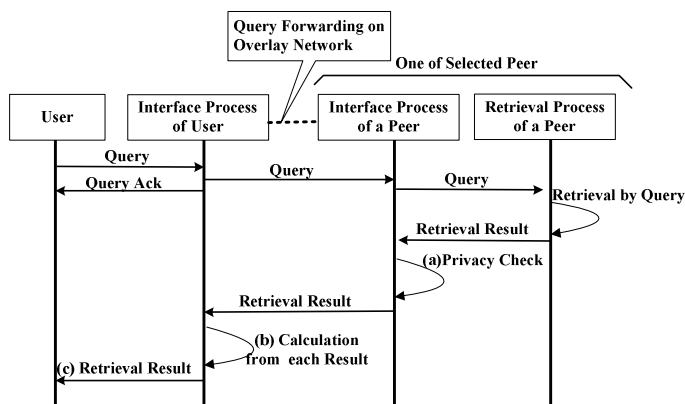 Query Forwarding on
Overlay Network
One of Selected Peer
User
Interface Process
of User
Interface Process
of a Peer
Retrieval Process
of a Peer
Query
Query Ack
Query
Query
Retrieval by Query
Retrieval Result
(a)Privacy Check
Retrieval Result
(b) Calculation
from each Result
(c) Retrieval Result